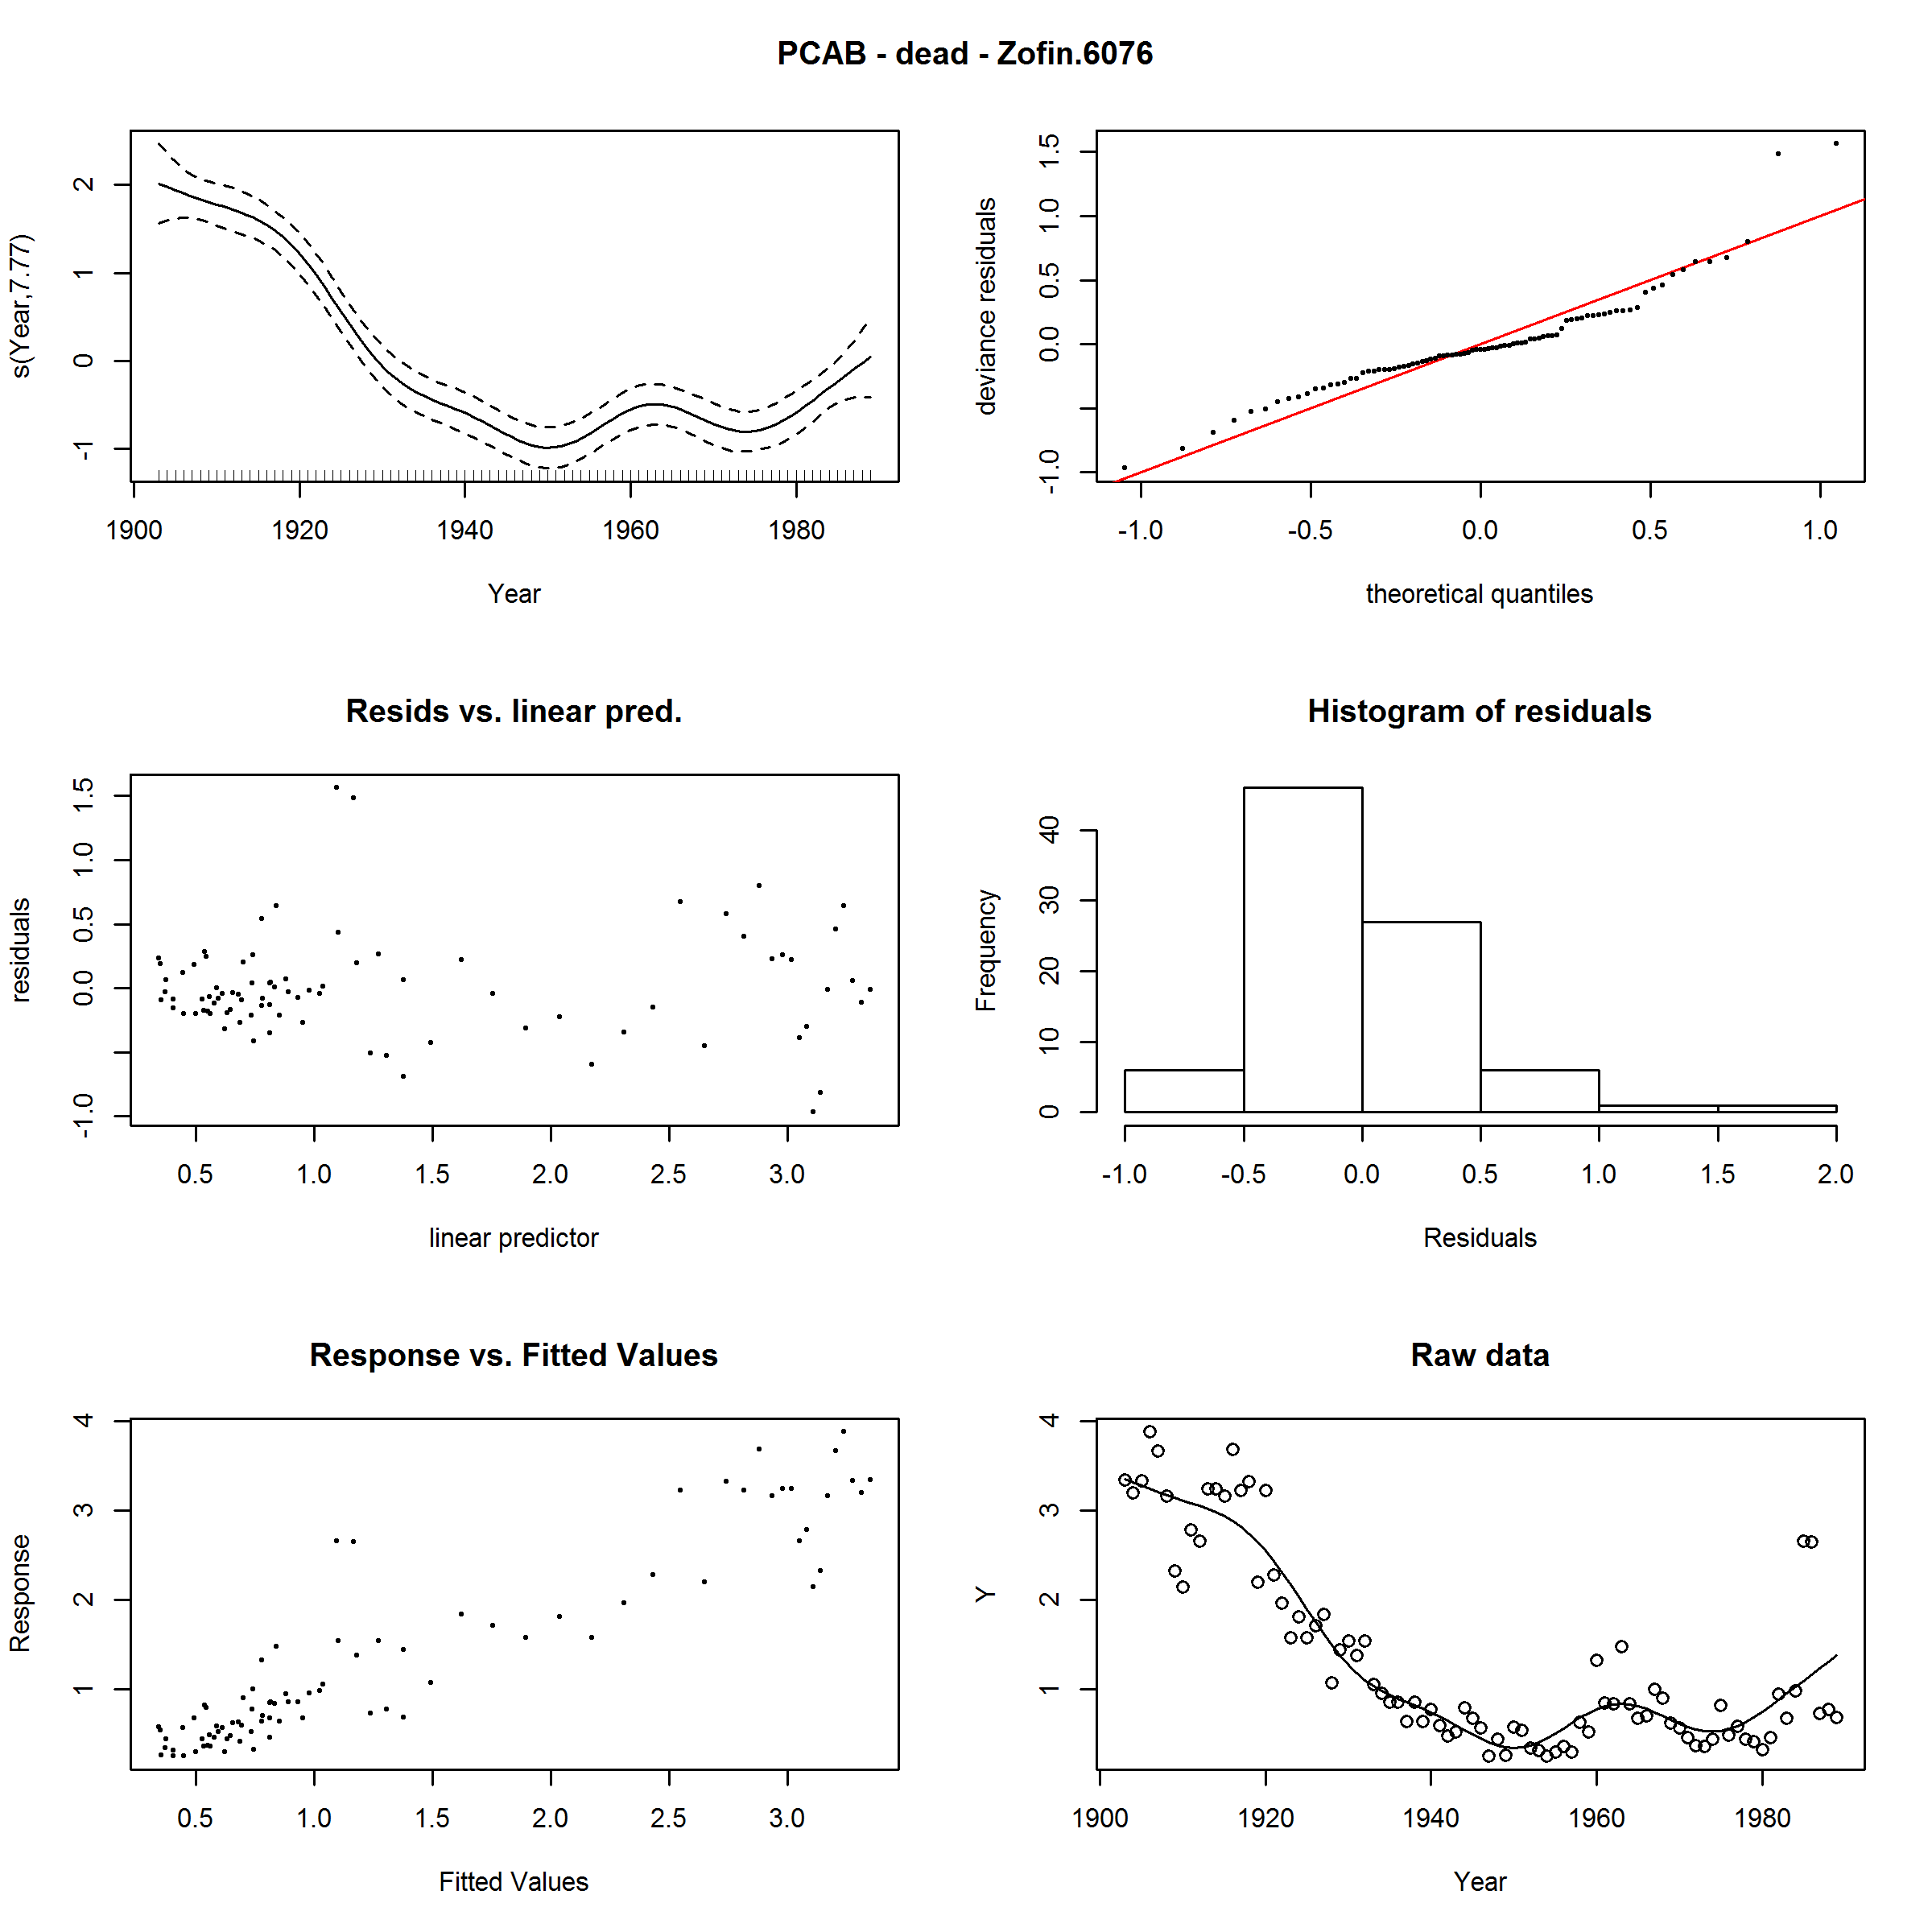 PCAB - dead - Zofin.6076
s(Year,7.77)
2
1
0
-1
1900 1920 1940 1960 1980
Year
deviance residuals
1.5
1.0
0.5
0.0
-1.0
-1.0 -0.5 0.0 0.5 1.0
theoretical quantiles
Resids vs. linear pred.
residuals
1.5
1.0
0.5
0.0
-1.0
0.5 1.0 1.5 2.0 2.5 3.0
linear predictor
Histogram of residuals
Frequency
40
30
20
10
0
-1.0 -0.5 0.0 0.5 1.0 1.5 2.0
Residuals
Response vs. Fitted Values
Response
4
3
2
1
0.5 1.0 1.5 2.0 2.5 3.0
Fitted Values
Raw data
Y
4
3
2
1
1900 1920 1940 1960 1980
Year